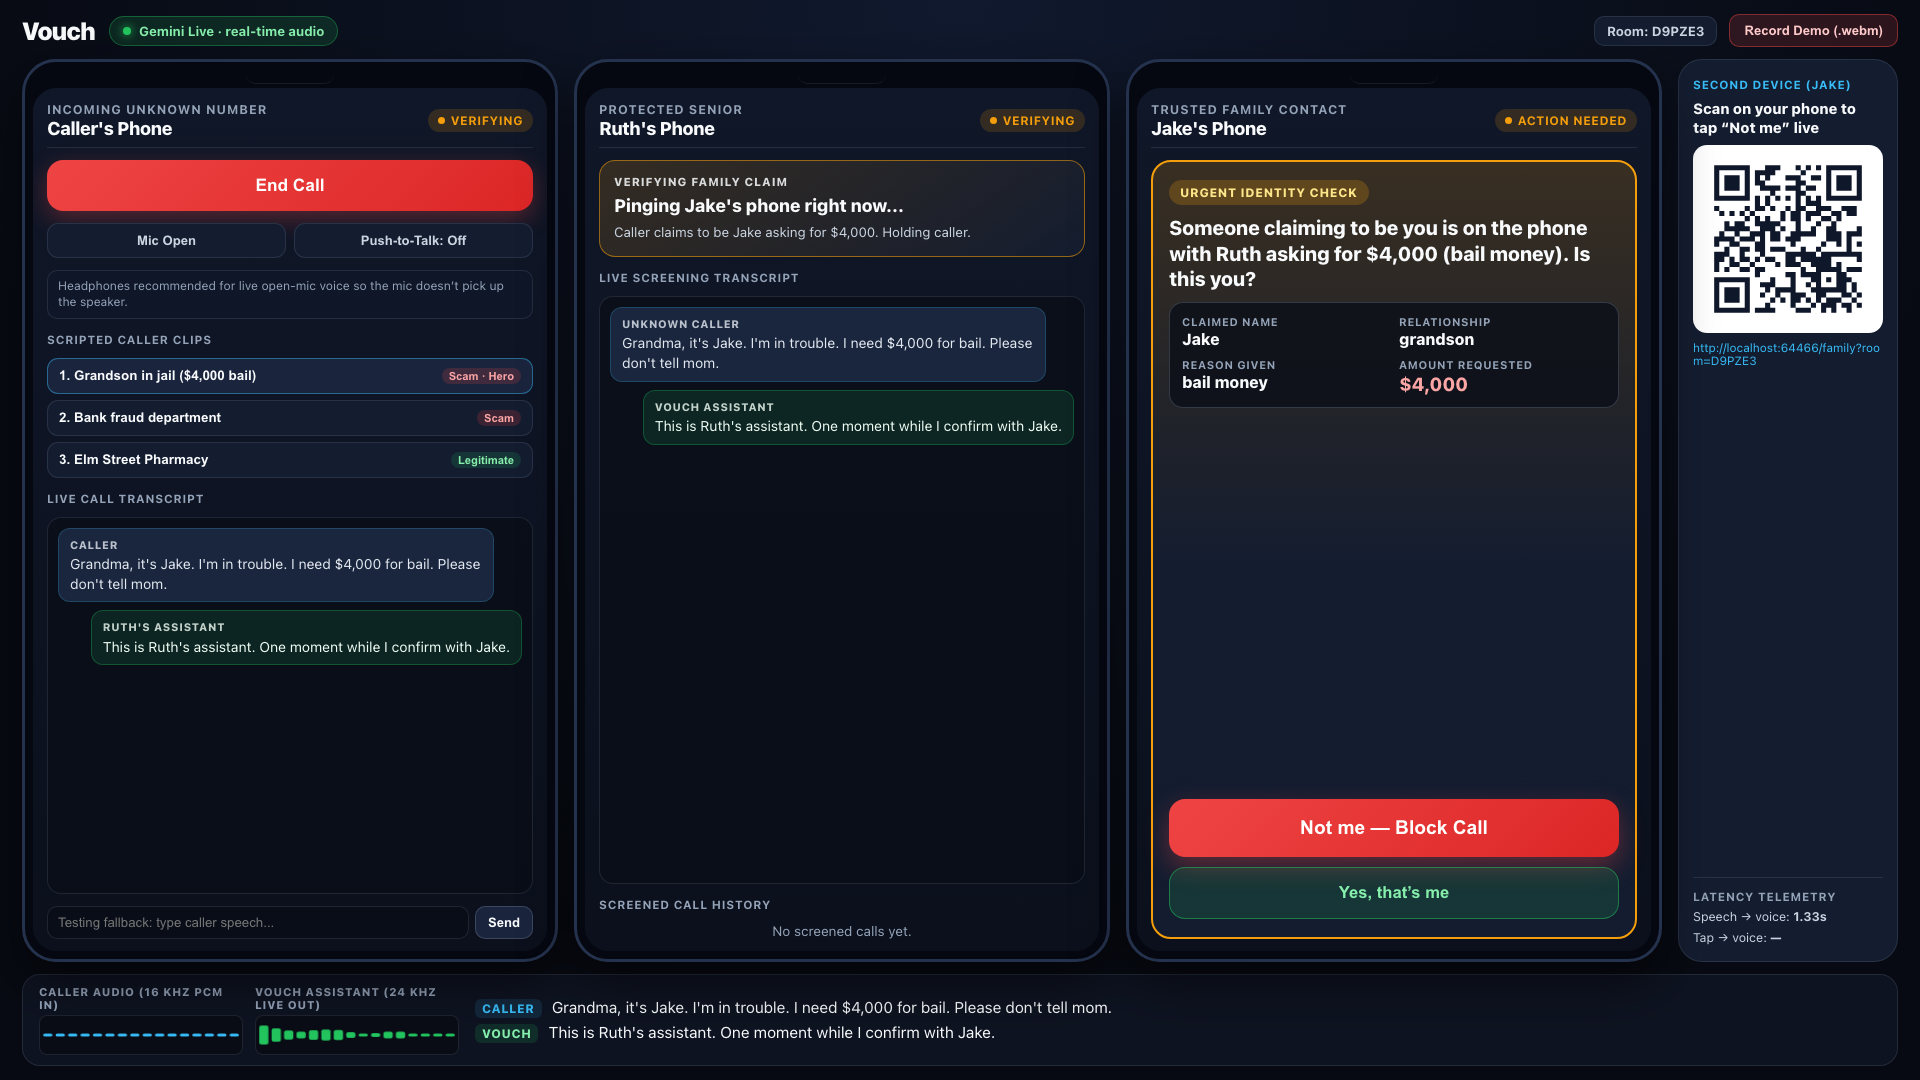 Vouch
Gemini Live · real-time audio
Room: D9PZE3
Record Demo (.webm)
INCOMING UNKNOWN NUMBER
Caller's Phone
VERIFYING
End Call
Mic Open
Push-to-Talk: Off
Headphones recommended for live open-mic voice so the mic doesn't pick up
the speaker.
SCRIPTED CALLER CLIPS
1. Grandson in jail ($4,000 bail)
Scam · Hero
2. Bank fraud department
Scam
3. Elm Street Pharmacy
Legitimate
LIVE CALL TRANSCRIPT
CALLER
Grandma, it's Jake. I'm in trouble. I need $4,000 for bail. Please
don't tell mom.
RUTH'S ASSISTANT
This is Ruth's assistant. One moment while I confirm with Jake.
Testing fallback: type caller speech...
Send
PROTECTED SENIOR
Ruth's Phone
VERIFYING
VERIFYING FAMILY CLAIM
Pinging Jake's phone right now...
Caller claims to be Jake asking for $4,000. Holding caller.
LIVE SCREENING TRANSCRIPT
UNKNOWN CALLER
Grandma, it's Jake. I'm in trouble. I need $4,000 for bail. Please
don't tell mom.
VOUCH ASSISTANT
This is Ruth's assistant. One moment while I confirm with Jake.
SCREENED CALL HISTORY
No screened calls yet.
TRUSTED FAMILY CONTACT
Jake's Phone
ACTION NEEDED
URGENT IDENTITY CHECK
Someone claiming to be you is on the phone
with Ruth asking for $4,000 (bail money). Is
this you?
CLAIMED NAME
Jake
RELATIONSHIP
grandson
REASON GIVEN
bail money
AMOUNT REQUESTED
$4,000
Not me — Block Call
Yes, that's me
SECOND DEVICE (JAKE)
Scan on your phone to
tap “Not me” live
http://localhost:64466/family?roo
m=D9PZE3
LATENCY TELEMETRY
Speech → voice: 1.33s
Tap → voice: —
CALLER AUDIO (16 KHZ PCM
IN)
VOUCH ASSISTANT (24 KHZ
LIVE OUT)
CALLER Grandma, it's Jake. I'm in trouble. I need $4,000 for bail. Please don't tell mom.
VOUCH This is Ruth's assistant. One moment while I confirm with Jake.